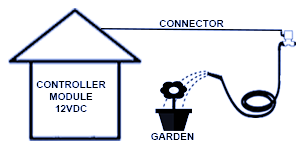 CONNECTOR
CONTROLLER
MODULE
12VDC
GARDEN